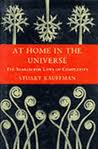 AT HOME IN THE
UNIVERSE
THE SEARCH FOR LAWS OF COMPLEXITY
STUART KAUFFMAN